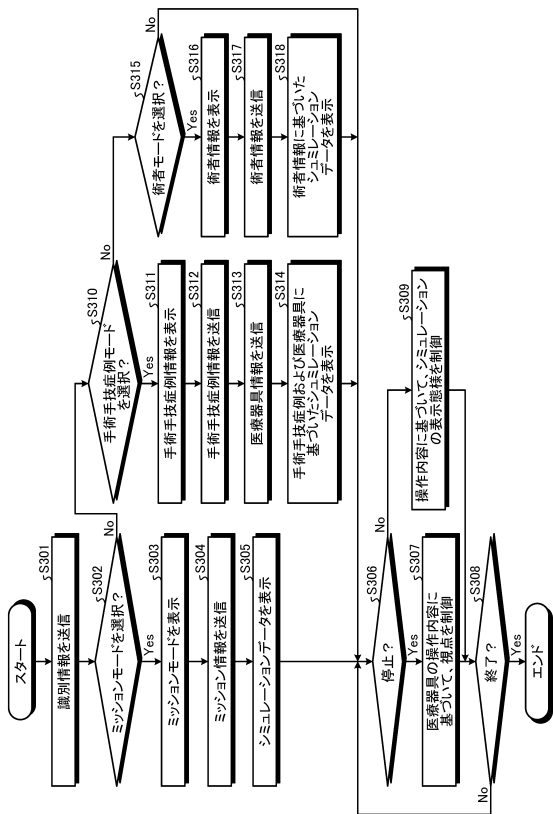 スタート
S301
識別情報を送信
S302
ミッションモードを選択?
No
Yes
S303
ミッションモードを表示
S304
ミッション情報を送信
S305
シミュレーションデータを表示
S310
手術手技症例モード
を選択?
No
Yes
S311
手術手技症例情報を表示
S312
手術手技症例情報を送信
S313
医療器具情報を送信
S314
手術手技症例および医療器具に
基づいたシュミレーション
データを表示
S315
術者モードを選択?
No
Yes
S316
術者情報を表示
S317
術者情報を送信
S318
術者情報に基づいた
シュミレーション
データを表示
S306
停止?
No
Yes
S307
医療器具の操作内容に
基づいて、視点を制御
S309
操作内容に基づいて、シミュレーション
の表示態様を制御
S308
終了?
No
Yes
エンド